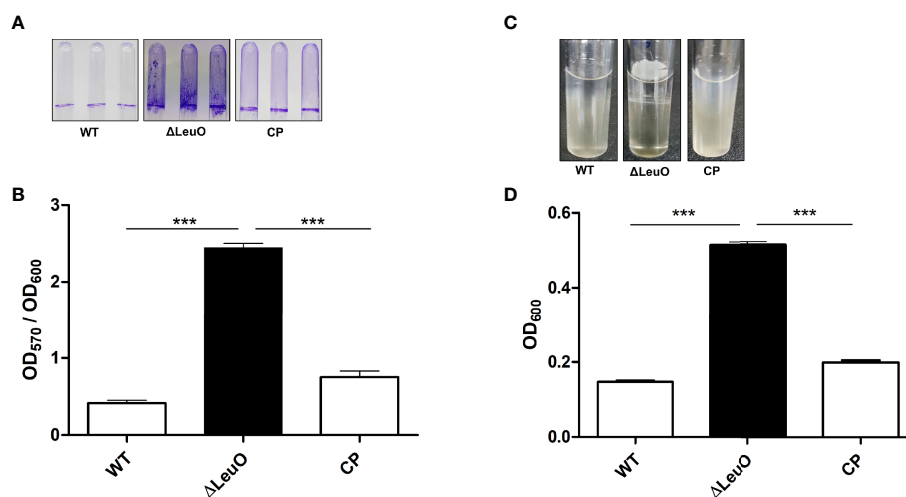 A
WT ΔLeuO CP
B
3
2
1
0
OD570 / OD600
*** ***
WT ΔLeuO CP
C
WT ΔLeuO CP
D
0.6
0.4
0.2
0.0
OD600
*** ***
WT ΔLeuO CP